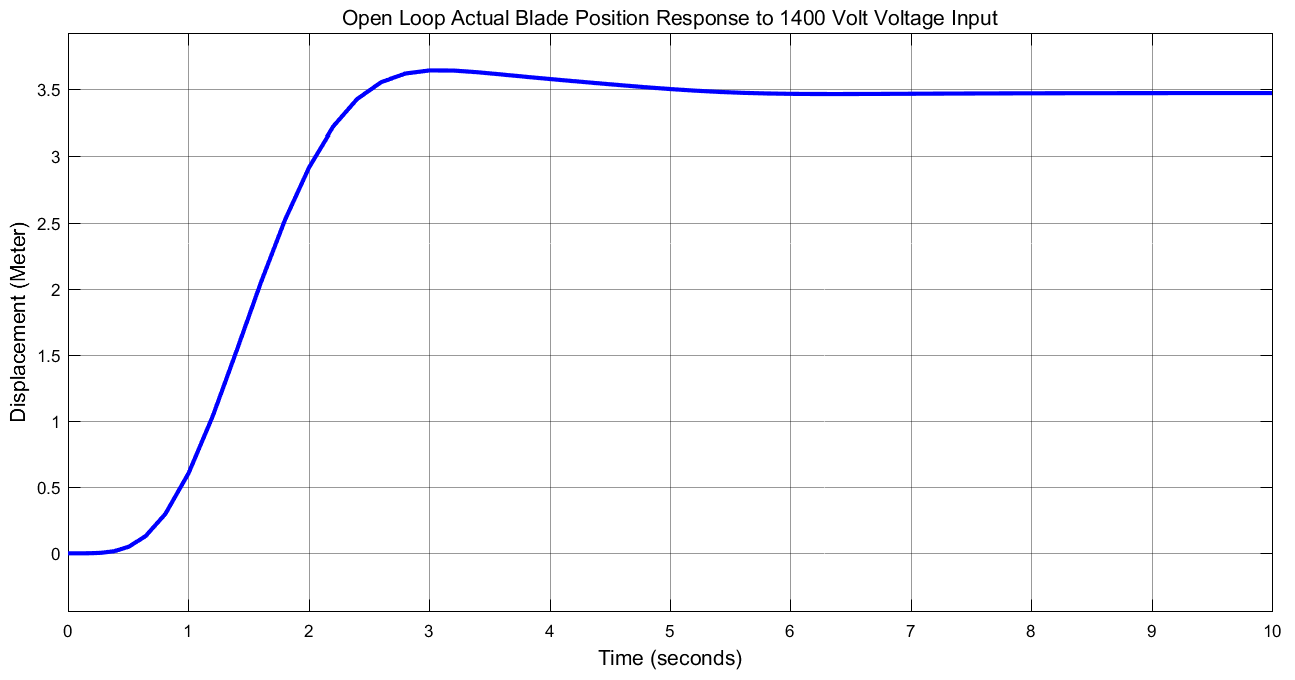 Open Loop Actual Blade Position Response to 1400 Volt Voltage Input
Displacement (Meter)
3.5
3
2.5
2
1.5
1
0.5
0
0 1 2 3 4 5 6 7 8 9 10
Time (seconds)